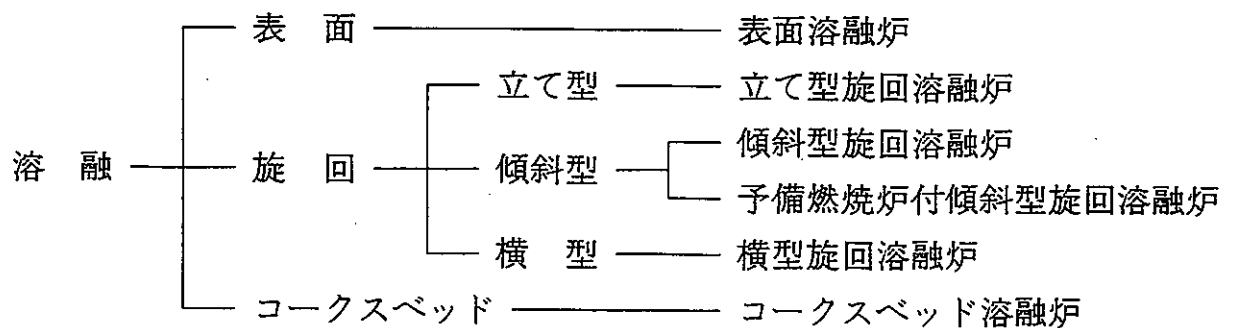 表 面 表面溶融炉
立て型 立て型旋回溶融炉
傾斜型旋回溶融炉
溶 融 旋 回 傾斜型
予備燃焼炉付傾斜型旋回溶融炉
横 型 横型旋回溶融炉
コークスベッド コークスベッド溶融炉